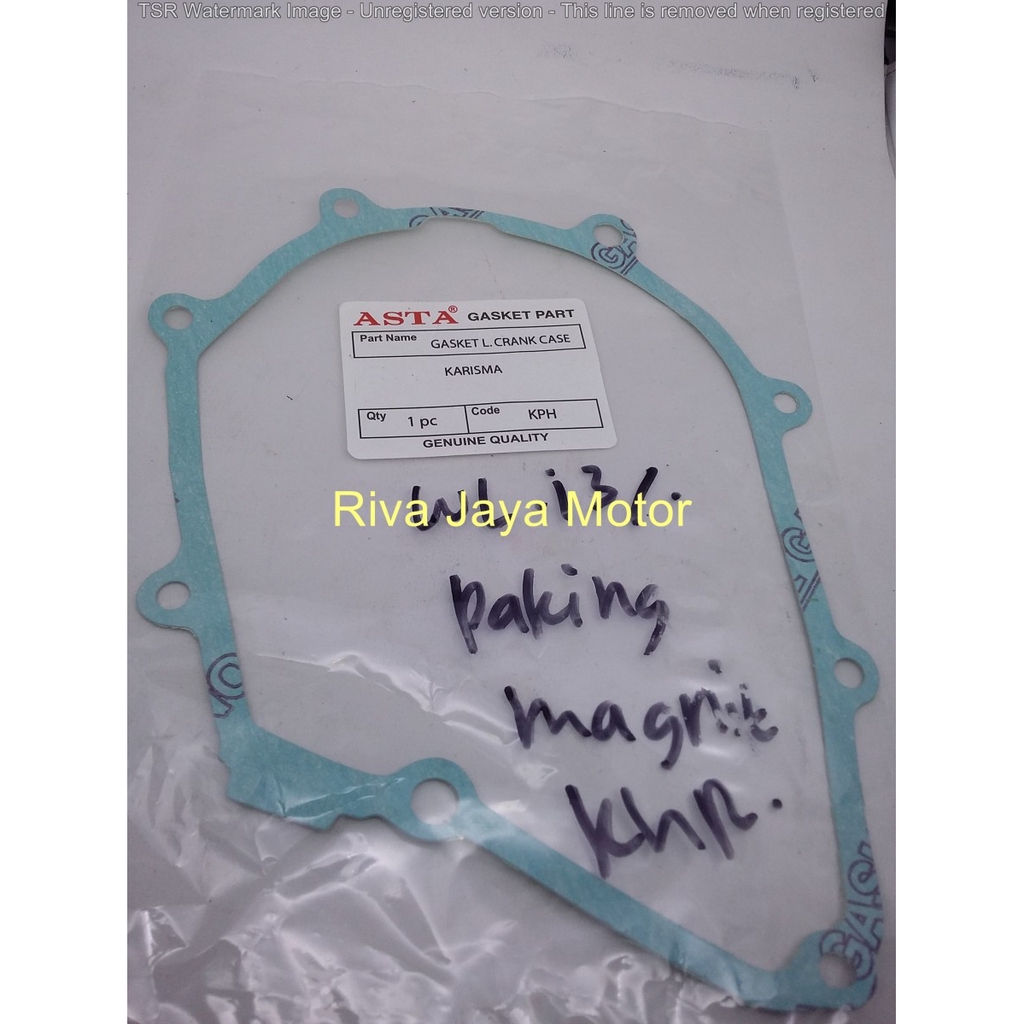 TSR Watermark Image - Unregistered version - This line is removed when registered
ASTA® GASKET PART
Part Name GASKET L. CRANK CASE
KARISMA
Qty 1 pc Code KPH
GENUINE QUALITY
Riva Jaya Motor
paking
magnit
GAS